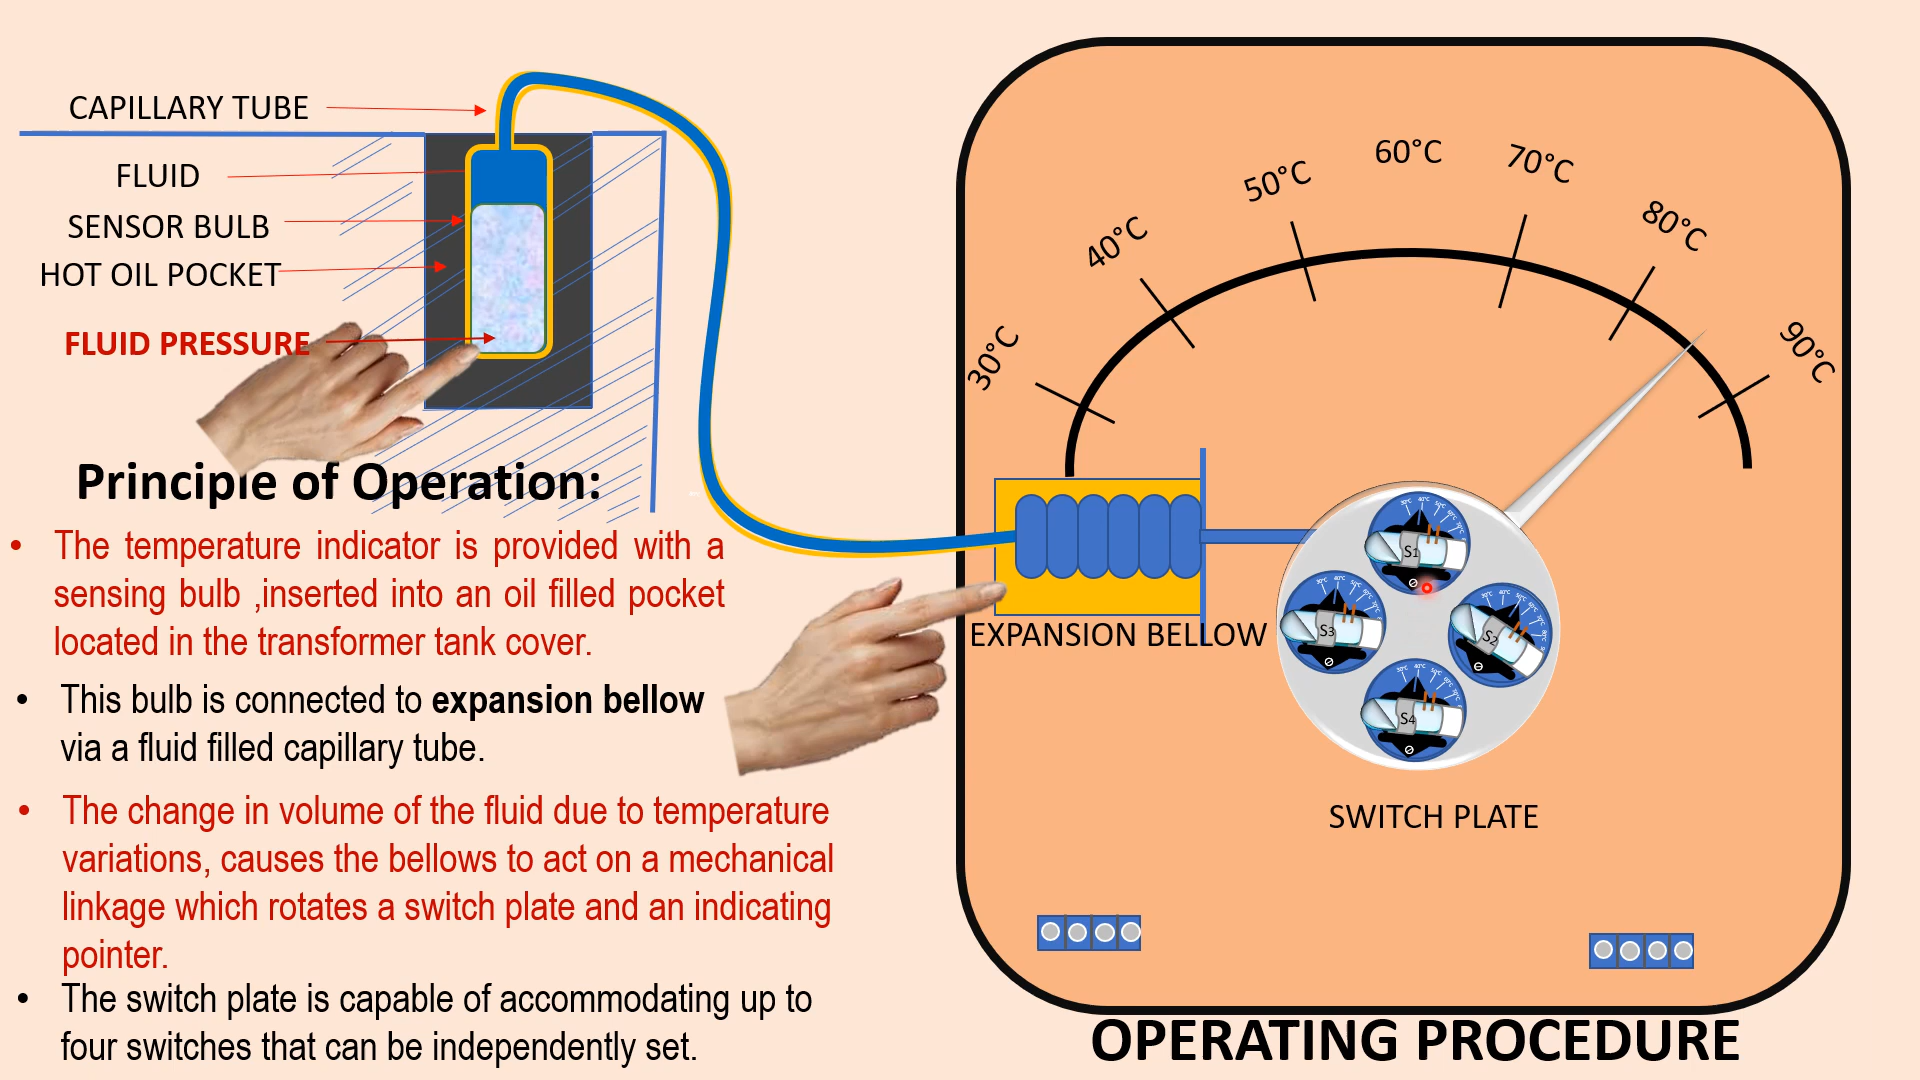 CAPILLARY TUBE
FLUID
SENSOR BULB
HOT OIL POCKET
FLUID PRESSURE
Principle of Operation:
• The temperature indicator is provided with a
sensing bulb ,inserted into an oil filled pocket
located in the transformer tank cover.
• This bulb is connected to expansion bellow
via a fluid filled capillary tube.
• The change in volume of the fluid due to temperature
variations, causes the bellows to act on a mechanical
linkage which rotates a switch plate and an indicating
pointer.
• The switch plate is capable of accommodating up to
four switches that can be independently set.
30°C
40°C
50°C
60°C
70°C
80°C
90°C
EXPANSION BELLOW
S1
S2
S3
S4
SWITCH PLATE
OPERATING PROCEDURE